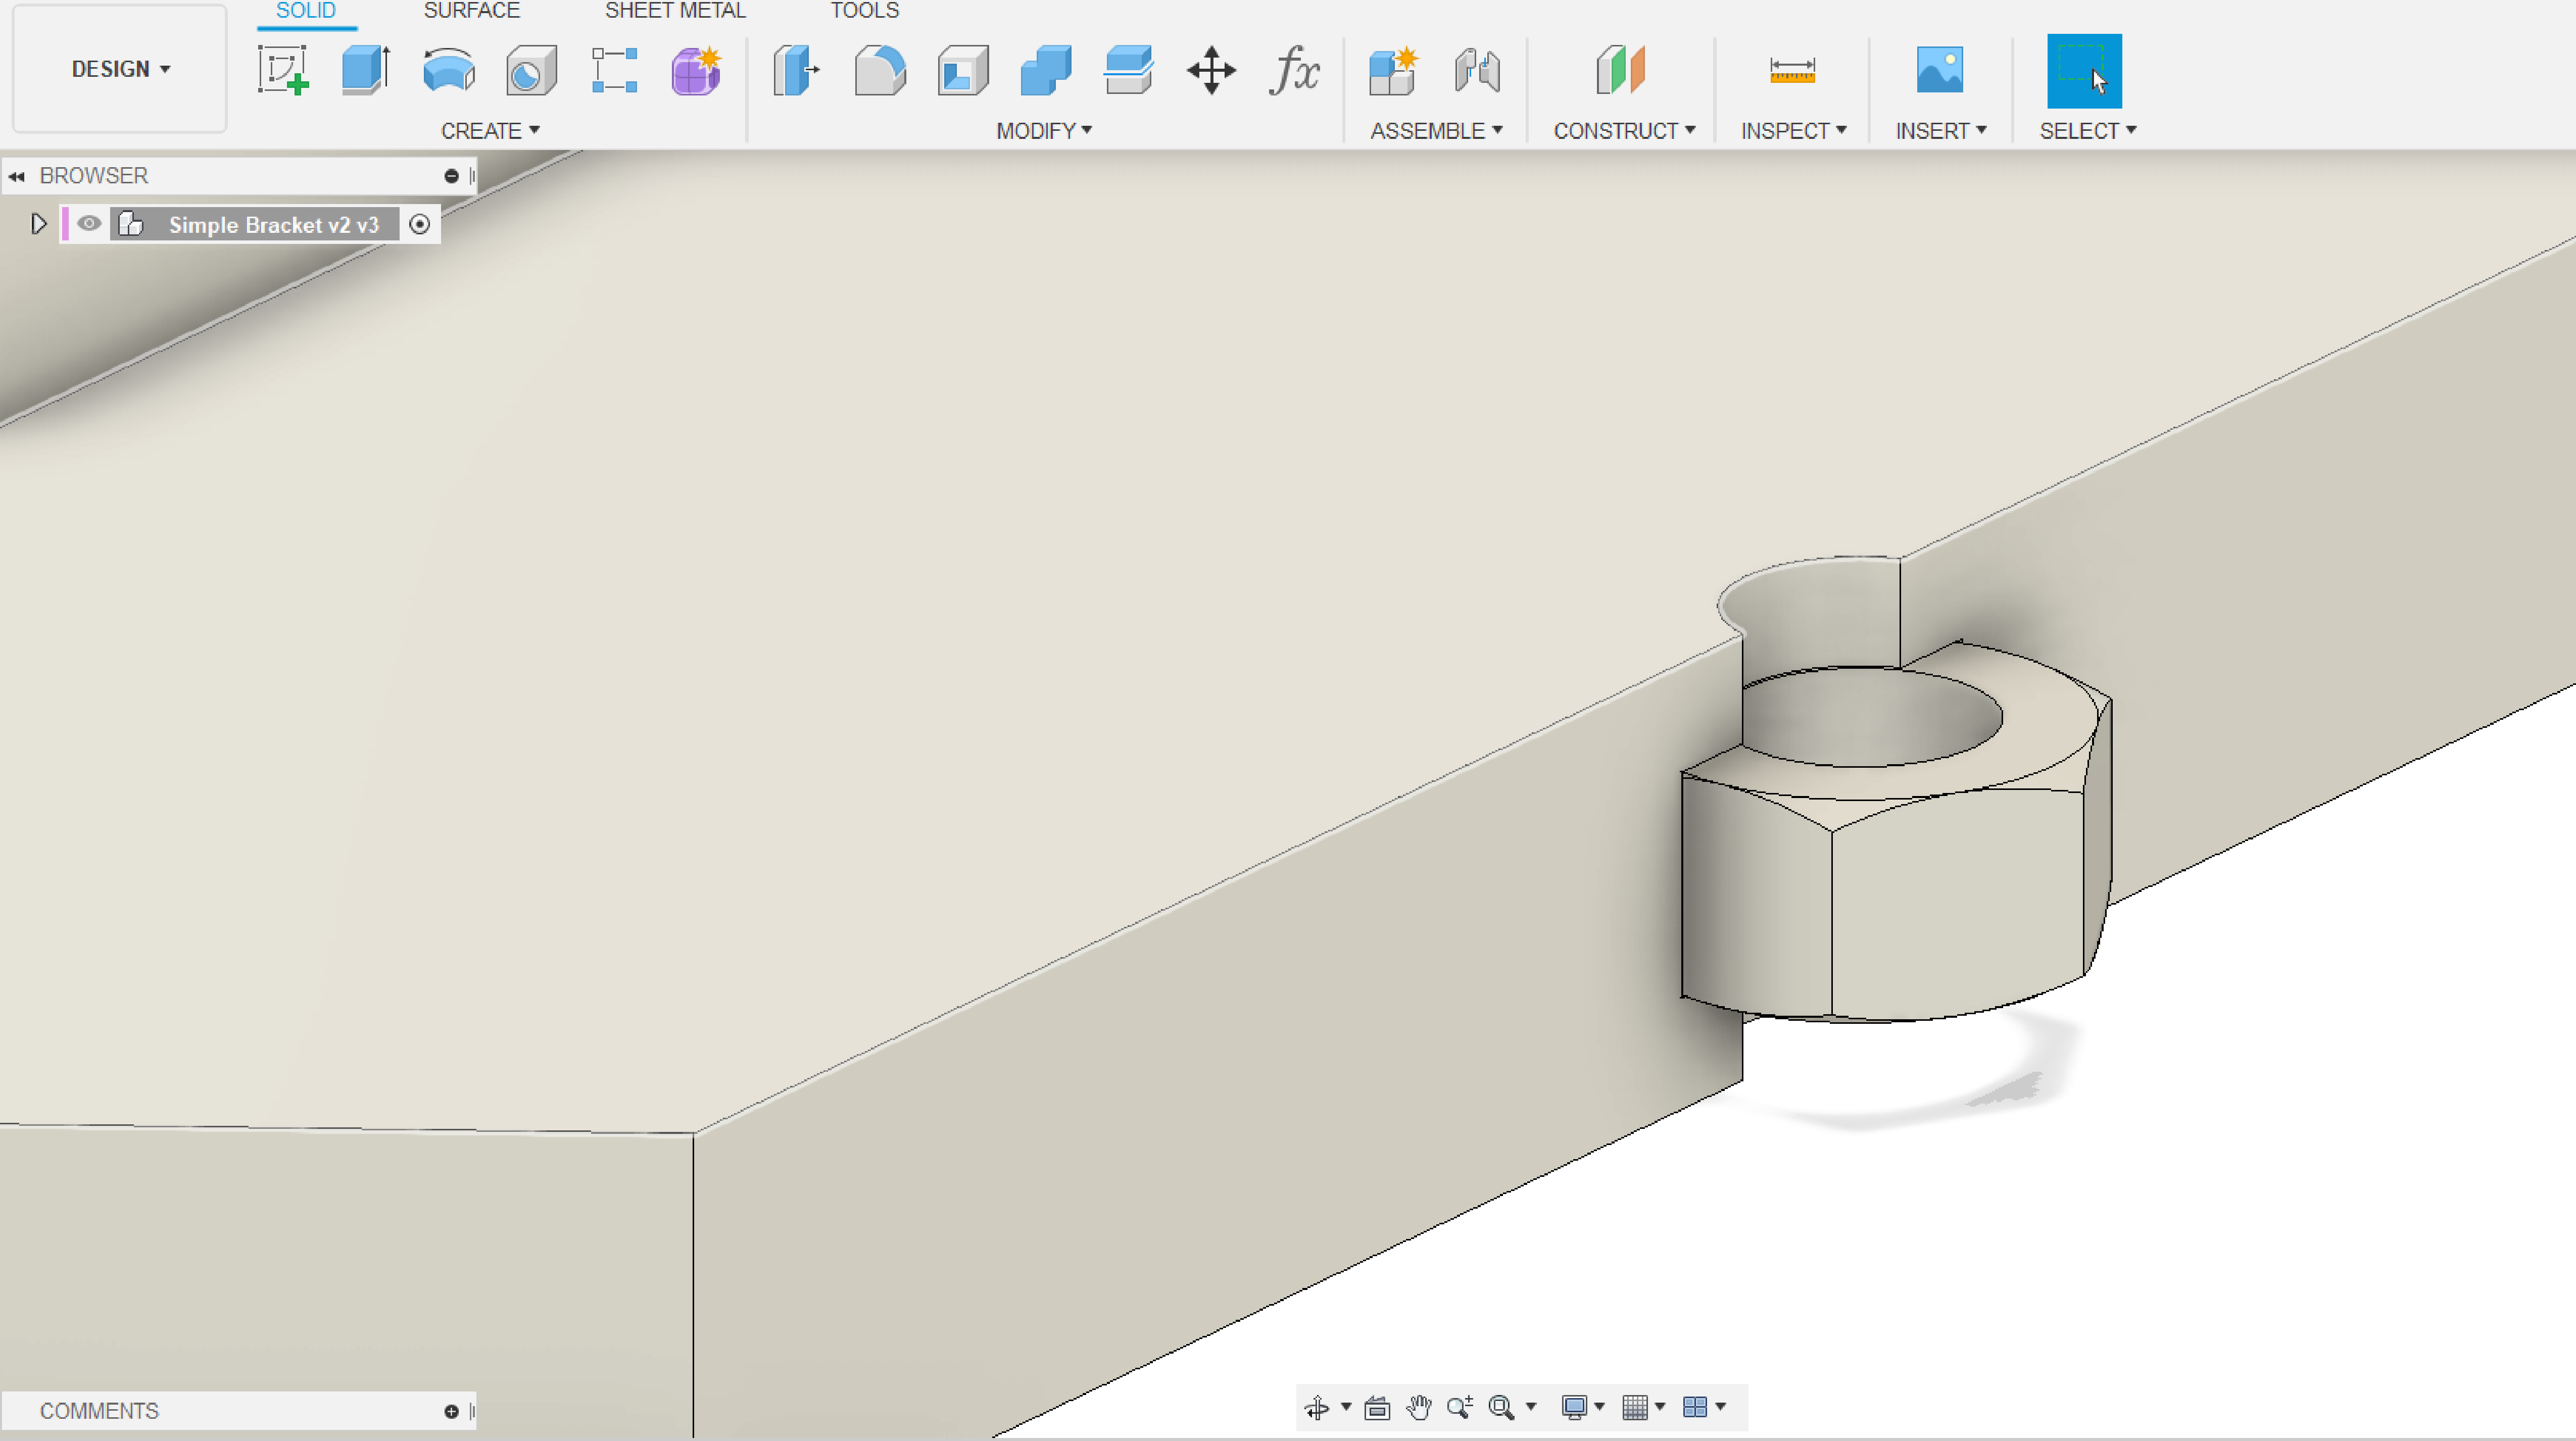 SOLID SURFACE SHEET METAL TOOLS
DESIGN
fx
CREATE MODIFY ASSEMBLE CONSTRUCT INSPECT INSERT SELECT
BROWSER
Simple Bracket v2 v3
COMMENTS